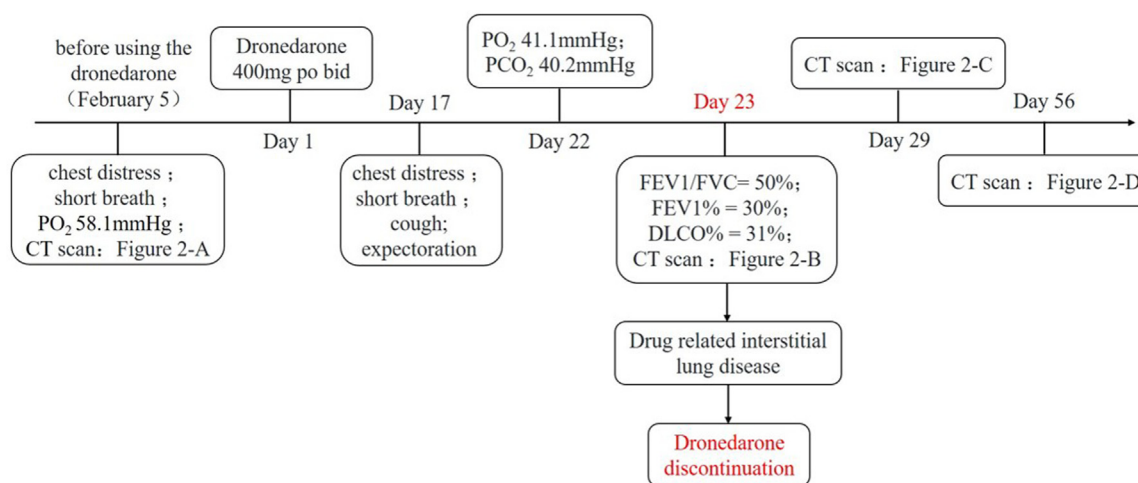 before using the
dronedarone
（February 5）
Dronedarone
400mg po bid
Day 1
Day 17
PO₂ 41.1mmHg；
PCO₂ 40.2mmHg
Day 22
Day 23
CT scan： Figure 2-C
Day 29
Day 56
chest distress ；
short breath ；
PO₂ 58.1mmHg ；
CT scan： Figure 2-A
chest distress ；
short breath ；
cough;
expectoration
FEV1/FVC= 50%;
FEV1% = 30%;
DLCO% = 31%;
CT scan： Figure 2-B
CT scan： Figure 2-D
Drug related interstitial
lung disease
Dronedarone
discontinuation